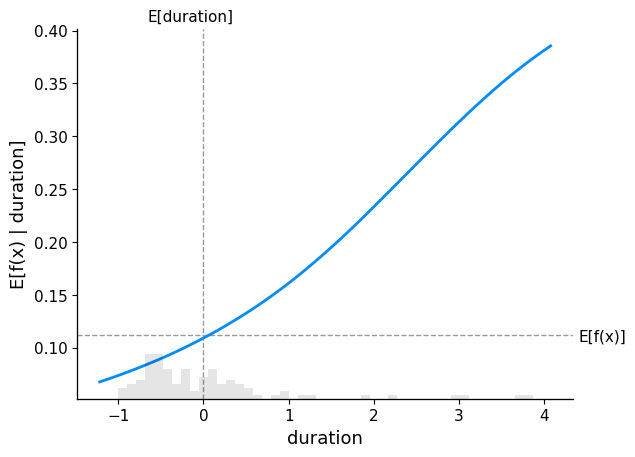 E[duration]
0.40
0.35
0.30
0.25
0.20
0.15
0.10
E[f(x) | duration]
E[f(x)]
−1 0 1 2 3 4
duration